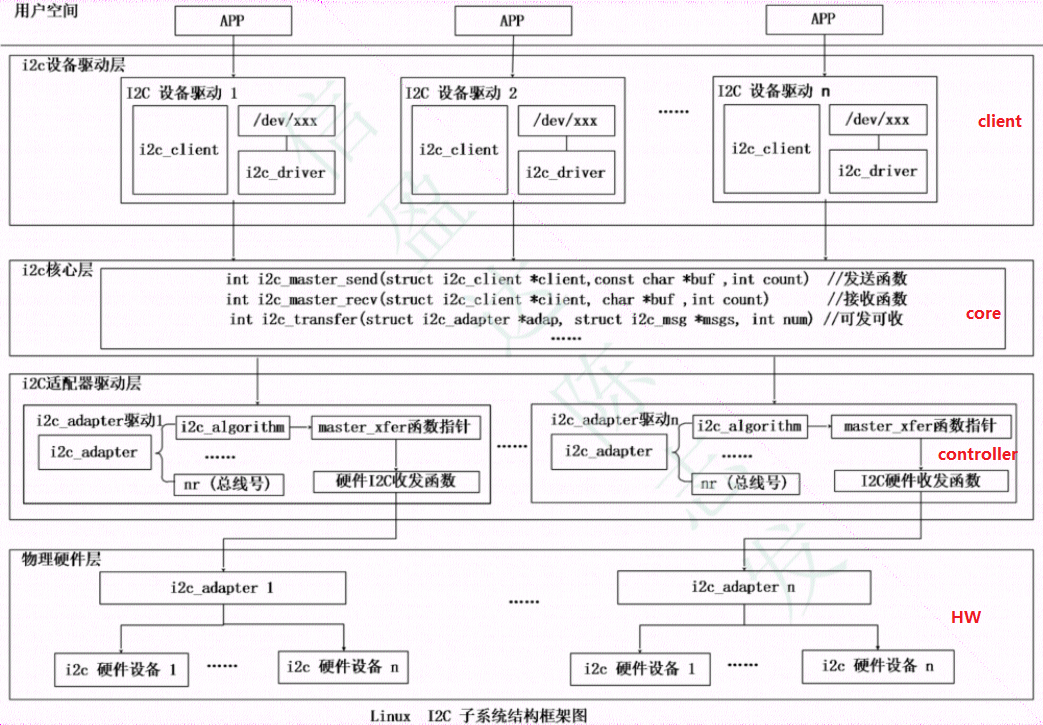 用户空间
APP APP APP
i2c设备驱动层
I2C 设备驱动 1 I2C 设备驱动 2 I2C 设备驱动 n
/dev/xxx /dev/xxx …… /dev/xxx
client
i2c_client i2c_client i2c_client
i2c_driver i2c_driver i2c_driver
i2c核心层
int i2c_master_send(struct i2c_client *client,const char *buf ,int count) //发送函数
int i2c_master_recv(struct i2c_client *client, char *buf ,int count) //接收函数
core
int i2c_transfer(struct i2c_adapter *adap, struct i2c_msg *msgs, int num) //可发可收
……
i2C适配器驱动层
i2c_adapter驱动1 i2c_adapter驱动n
i2c_algorithm master_xfer函数指针 i2c_algorithm master_xfer函数指针
i2c_adapter …… …… i2c_adapter ……
controller
nr (总线号) 硬件I2C收发函数 nr (总线号) I2C硬件收发函数
物理硬件层
i2c_adapter 1 …… i2c_adapter n
HW
i2c 硬件设备 1 …… i2c 硬件设备 n i2c 硬件设备 1 …… i2c 硬件设备 n
Linux I2C 子系统结构框架图
信盈达 陈志发